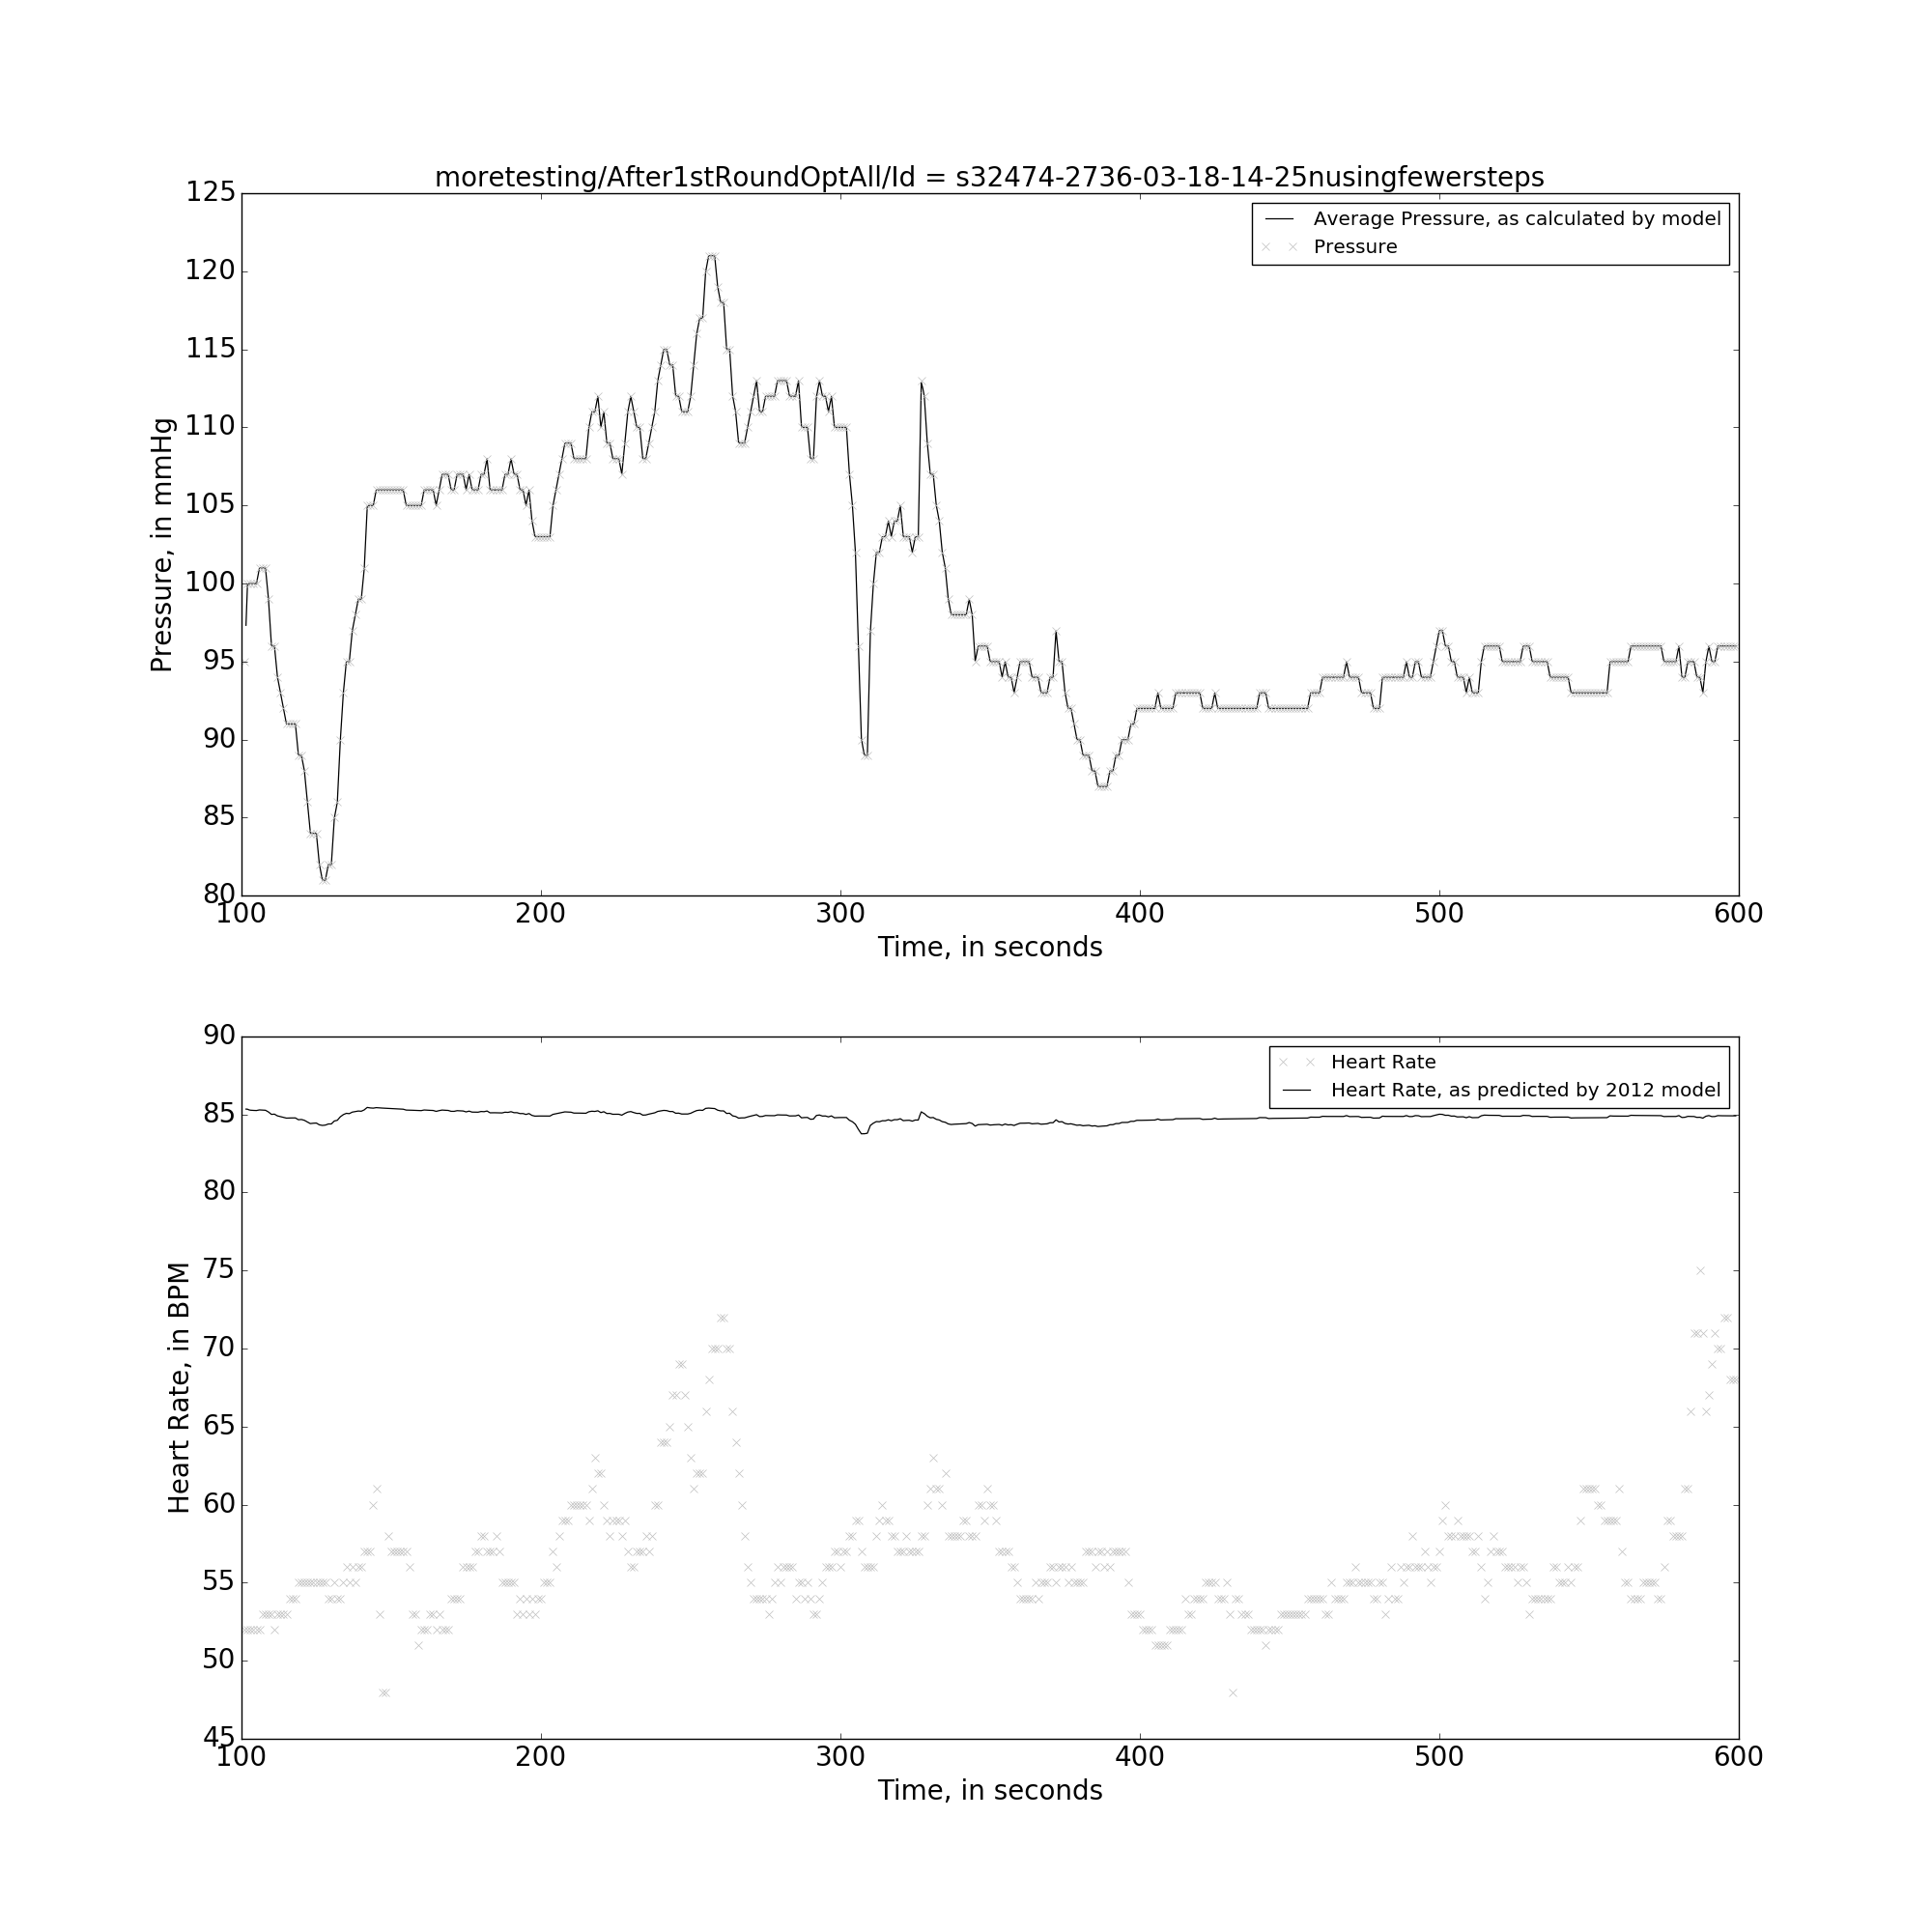 moretesting/After1stRoundOptAll/Id = s32474-2736-03-18-14-25nusingfewersteps
125
120
115
110
105
100
95
90
85
80
Pressure, in mmHg
Average Pressure, as calculated by model
Pressure
100 200 300 400 500 600
Time, in seconds
90
85
80
75
70
65
60
55
50
45
Heart Rate, in BPM
Heart Rate
Heart Rate, as predicted by 2012 model
100 200 300 400 500 600
Time, in seconds